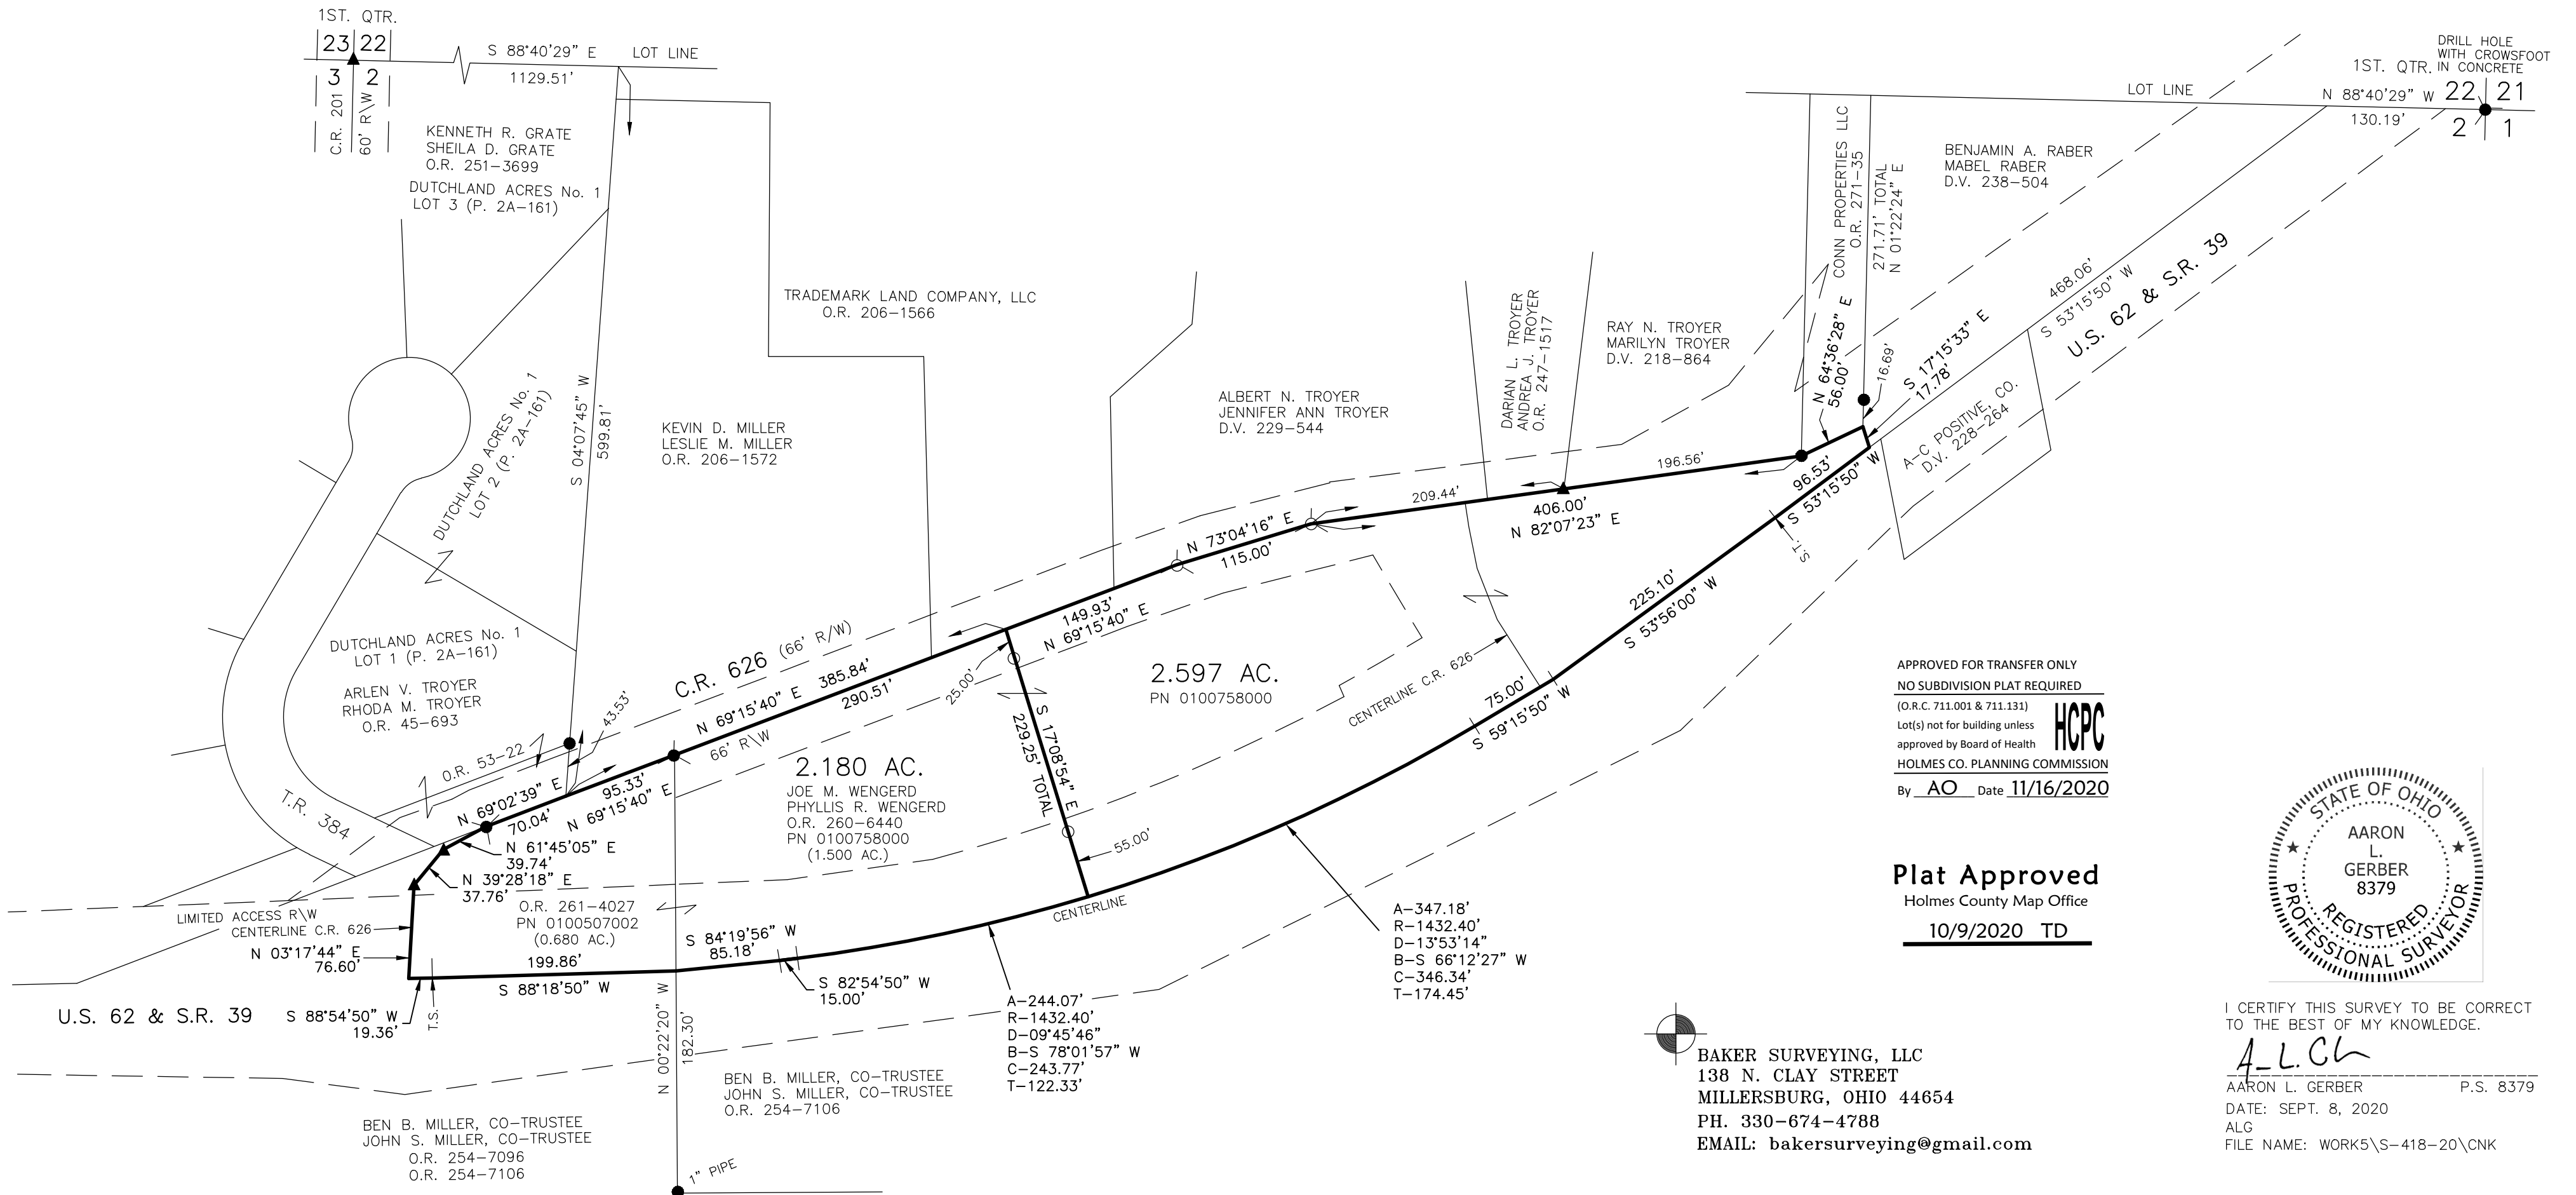 1ST. QTR.
23 22
3 2
C.R. 201
60' R\W
S 88°40'29" E LOT LINE
1129.51'
KENNETH R. GRATE
SHEILA D. GRATE
O.R. 251-3699
DUTCHLAND ACRES No. 1
LOT 3 (P. 2A-161)
DUTCHLAND ACRES No. 1
LOT 2 (P. 2A-161)
S 04°07'45" W
599.81'
KEVIN D. MILLER
LESLIE M. MILLER
O.R. 206-1572
TRADEMARK LAND COMPANY, LLC
O.R. 206-1566
ALBERT N. TROYER
JENNIFER ANN TROYER
D.V. 229-544
DARIAN L. TROYER
ANDREA J. TROYER
O.R. 247-1517
RAY N. TROYER
MARILYN TROYER
D.V. 218-864
CONN PROPERTIES LLC
O.R. 271-35
271.71' TOTAL
N 01°22'24" E
BENJAMIN A. RABER
MABEL RABER
D.V. 238-504
LOT LINE
DRILL HOLE
WITH CROWSFOOT
IN CONCRETE
1ST. QTR.
N 88°40'29" W
130.19'
22 21
2 1
468.06'
S 53°15'50" W
U.S. 62 & S.R. 39
N 64°36'28" E
56.00'
16.69'
S 17°15'33" E
17.78'
A-C POSITIVE, CO.
D.V. 228-264
96.53'
S 53°15'50" W
S.T.
196.56'
209.44'
406.00'
N 82°07'23" E
N 73°04'16" E
115.00'
149.93'
N 69°15'40" E
225.10'
S 53°56'00" W
75.00'
S 59°15'50" W
CENTERLINE C.R. 626
2.597 AC.
PN 0100758000
C.R. 626 (66' R/W)
N 69°15'40" E 385.84'
290.51'
66' R\W
25.00'
S 17°08'54" E
229.25' TOTAL
55.00'
DUTCHLAND ACRES No. 1
LOT 1 (P. 2A-161)
ARLEN V. TROYER
RHODA M. TROYER
O.R. 45-693
O.R. 53-22
43.53'
T.R. 384
N 69°02'39" E
70.04'
95.33'
N 69°15'40" E
N 61°45'05" E
39.74'
N 39°28'18" E
37.76'
2.180 AC.
JOE M. WENGERD
PHYLLIS R. WENGERD
O.R. 260-6440
PN 0100758000
(1.500 AC.)
O.R. 261-4027
PN 0100507002
(0.680 AC.)
LIMITED ACCESS R\W
CENTERLINE C.R. 626
N 03°17'44" E
76.60'
199.86'
S 88°18'50" W
S 84°19'56" W
85.18'
S 82°54'50" W
15.00'
CENTERLINE
U.S. 62 & S.R. 39
S 88°54'50" W
19.36'
T.S.
N 00°22'20" W
182.30'
A-244.07'
R-1432.40'
D-09°45'46"
B-S 78°01'57" W
C-243.77'
T-122.33'
A-347.18'
R-1432.40'
D-13°53'14"
B-S 66°12'27" W
C-346.34'
T-174.45'
BEN B. MILLER, CO-TRUSTEE
JOHN S. MILLER, CO-TRUSTEE
O.R. 254-7106
BEN B. MILLER, CO-TRUSTEE
JOHN S. MILLER, CO-TRUSTEE
O.R. 254-7096
O.R. 254-7106
1" PIPE
APPROVED FOR TRANSFER ONLY
NO SUBDIVISION PLAT REQUIRED
(O.R.C. 711.001 & 711.131)
Lot(s) not for building unless
approved by Board of Health
HCPC
HOLMES CO. PLANNING COMMISSION
By AO Date 11/16/2020
Plat Approved
Holmes County Map Office
10/9/2020 TD
STATE OF OHIO
AARON
L.
GERBER
8379
REGISTERED
PROFESSIONAL SURVEYOR
BAKER SURVEYING, LLC
138 N. CLAY STREET
MILLERSBURG, OHIO 44654
PH. 330-674-4788
EMAIL: bakersurveying@gmail.com
I CERTIFY THIS SURVEY TO BE CORRECT
TO THE BEST OF MY KNOWLEDGE.
AARON L. GERBER P.S. 8379
DATE: SEPT. 8, 2020
ALG
FILE NAME: WORK5\S-418-20\CNK